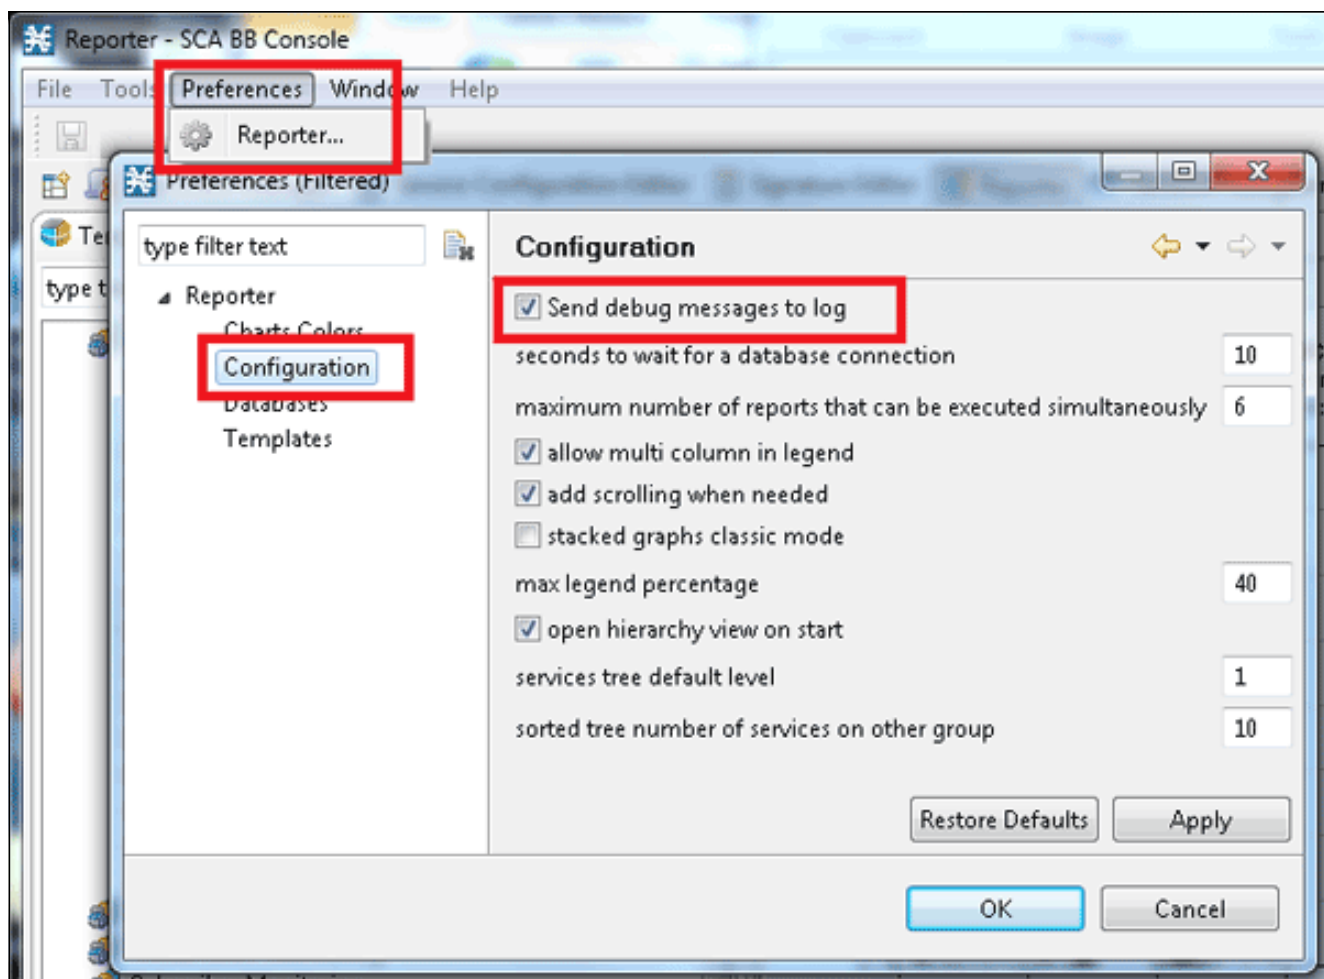 Reporter - SCA BB Console
File Tools Preferences Window Help
Reporter...
Preferences (Filtered)
Te
type filter text
Configuration
type t
Reporter
Send debug messages to log
Charts Colors
seconds to wait for a database connection 10
Configuration
Databases
maximum number of reports that can be executed simultaneously 6
Templates
allow multi column in legend
add scrolling when needed
stacked graphs classic mode
max legend percentage 40
open hierarchy view on start
services tree default level 1
sorted tree number of services on other group 10
Restore Defaults Apply
OK Cancel